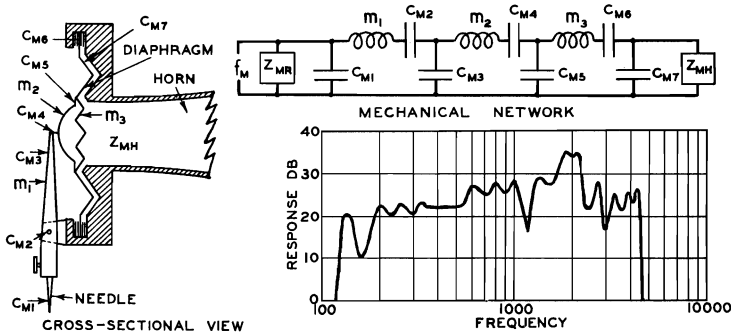 CM7
CM6
DIAPHRAGM
CM5
HORN
m2
CM4
m3
CM3
ZMH
m1
CM2
CM1
NEEDLE
CROSS-SECTIONAL VIEW
m1
CM2
m2
CM4
m3
CM6
fM
ZMR
CM1
CM3
CM5
CM7
ZMH
MECHANICAL NETWORK
RESPONSE DB
40
30
20
10
0
100
1000
10000
FREQUENCY